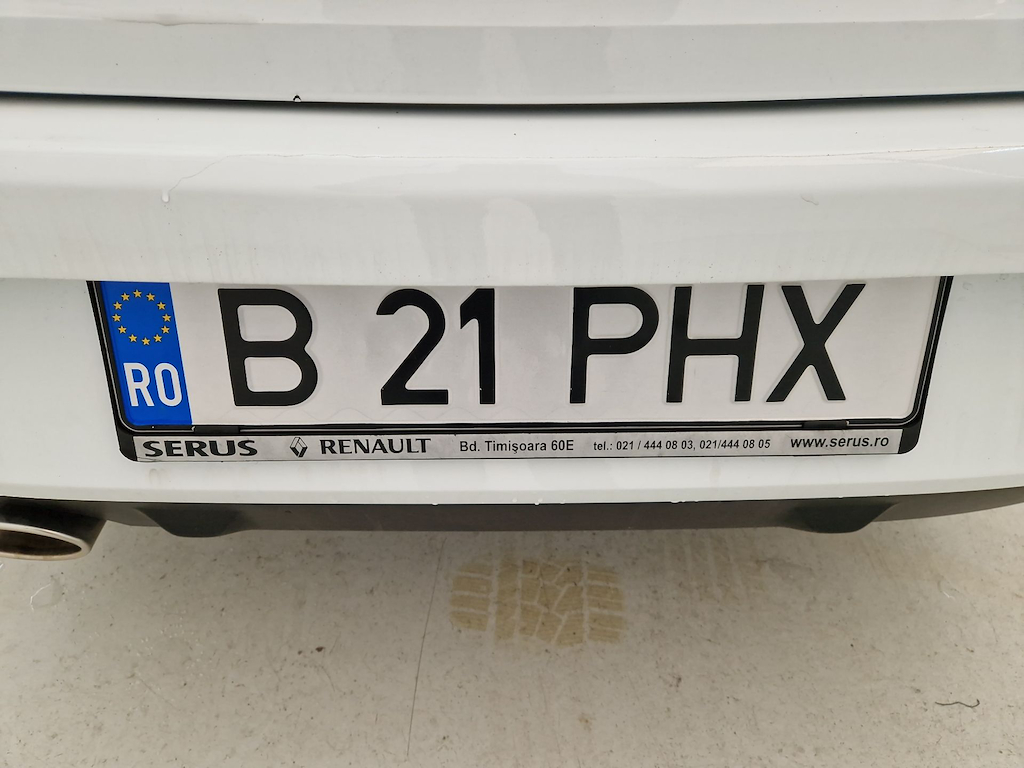 RO B 21 PHX
SERUS RENAULT Bd. Timişoara 60E tel.: 021 / 444 08 03, 021/444 08 05 www.serus.ro